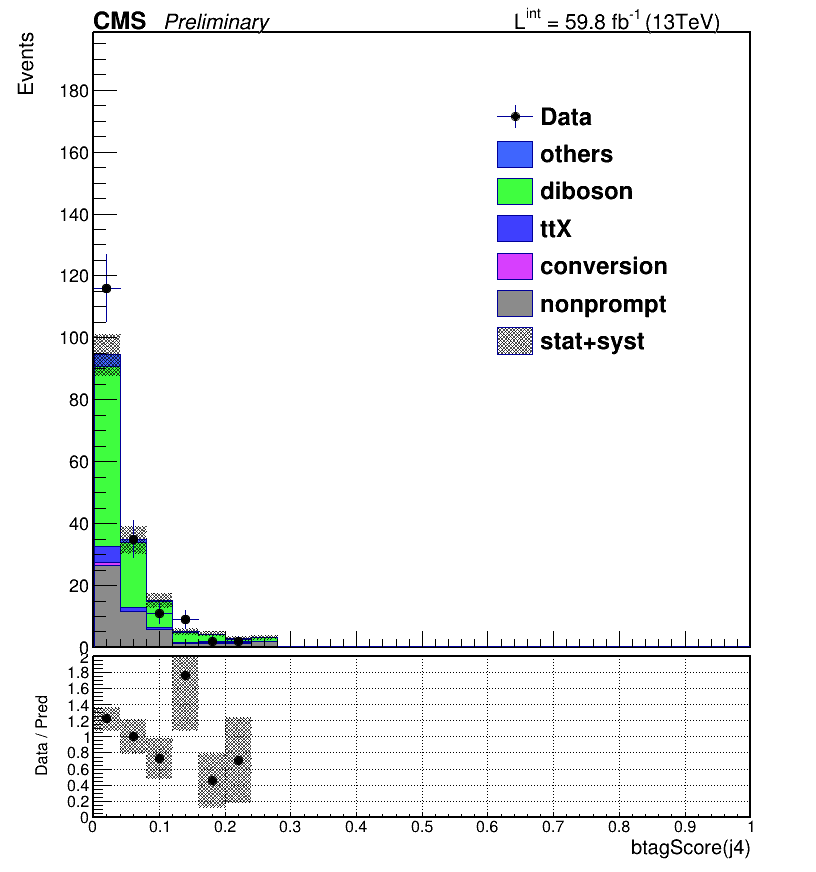 CMS Preliminary L^int = 59.8 fb^-1 (13TeV)
Events
180
160
140
120
100
80
60
40
20
0
Data
others
diboson
ttX
conversion
nonprompt
stat+syst
Data / Pred
2
1.8
1.6
1.4
1.2
1
0.8
0.6
0.4
0.2
0
0 0.1 0.2 0.3 0.4 0.5 0.6 0.7 0.8 0.9 1
btagScore(j4)